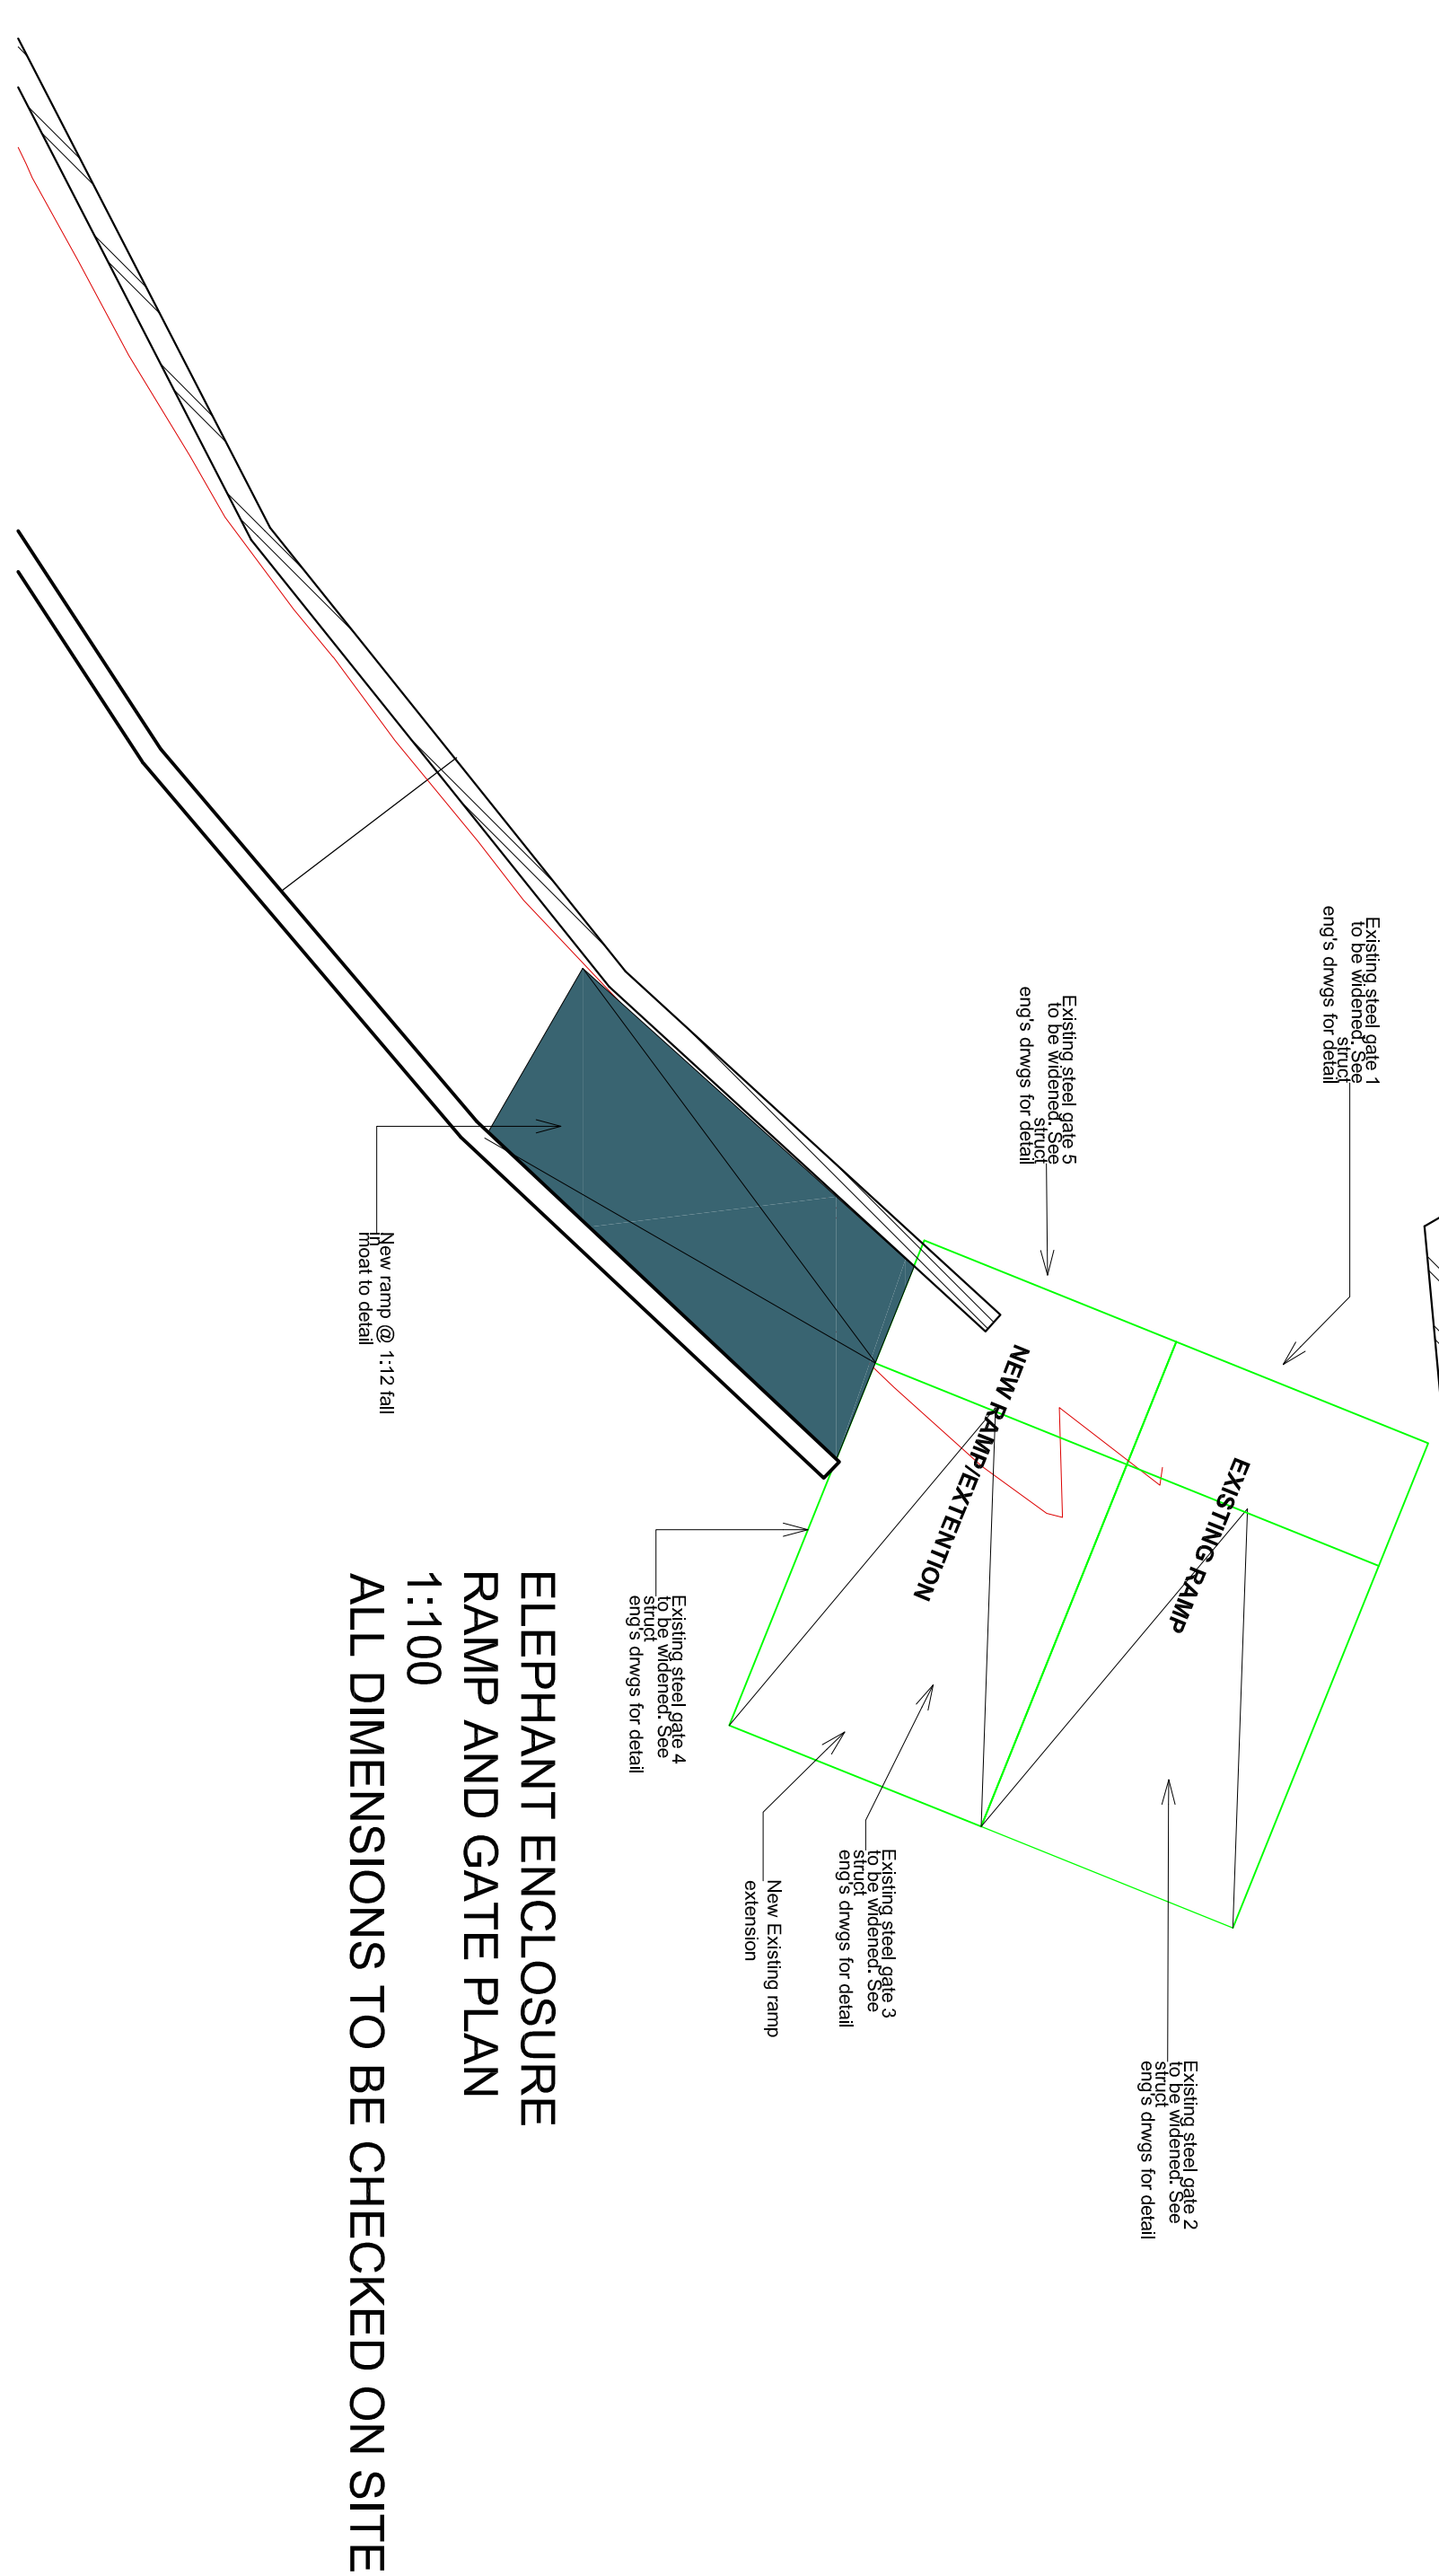 Existing steel gate 1
to be widened. See
struct
eng's drwgs for detail
Existing steel gate 5
to be widened. See
struct
eng's drwgs for detail
New ramp @ 1:12 fall
in
moat to detail
NEW RAMP/EXTENTION
EXISTING RAMP
Existing steel gate 4
to be widened. See
struct
eng's drwgs for detail
Existing steel gate 3
to be widened. See
struct
eng's drwgs for detail
New Existing ramp
extension
Existing steel gate 2
to be widened. See
struct
eng's drwgs for detail
ELEPHANT ENCLOSURE
RAMP AND GATE PLAN
1:100
ALL DIMENSIONS TO BE CHECKED ON SITE